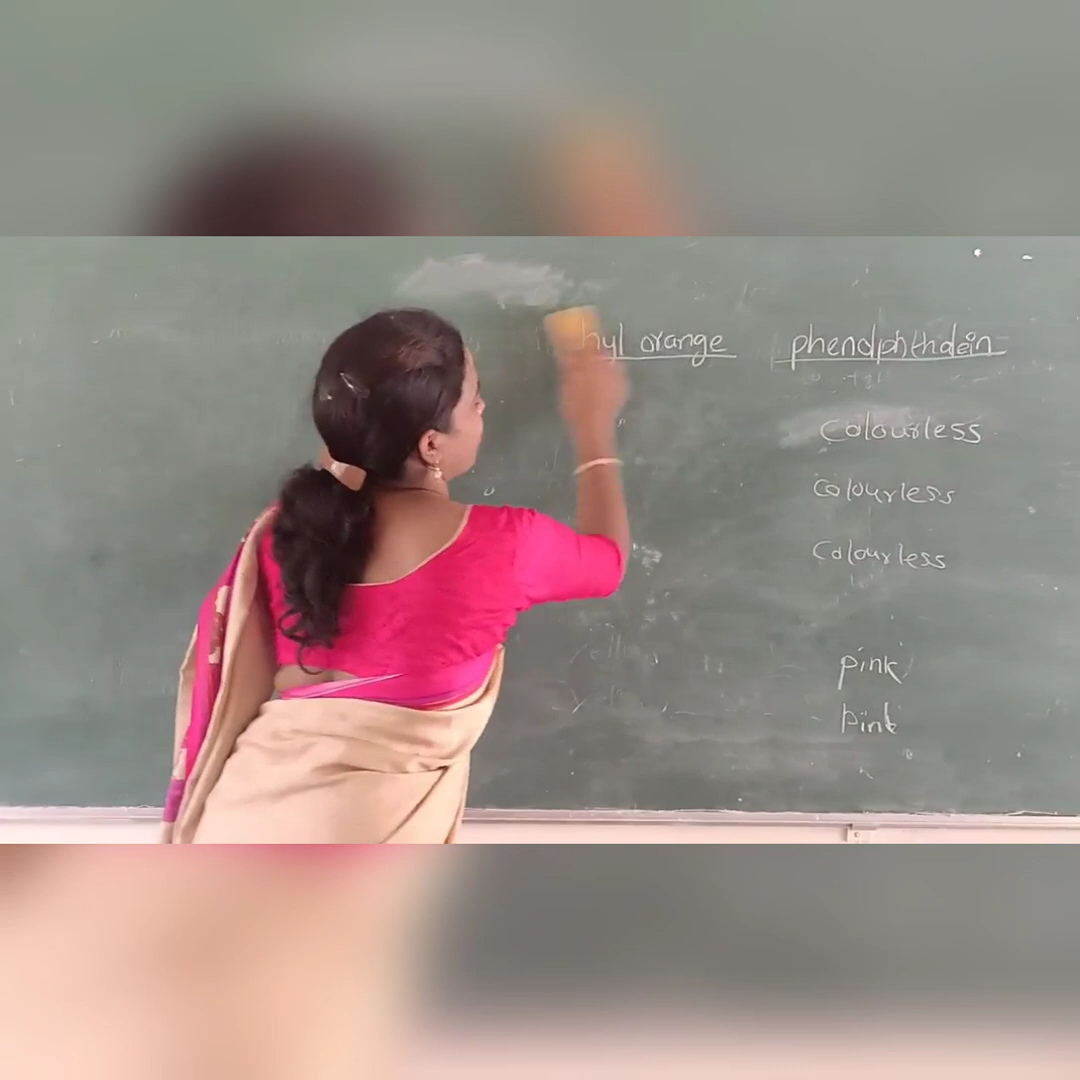 hyl orange phenolphthalein
colourless
colourless
colourless
pink
pink